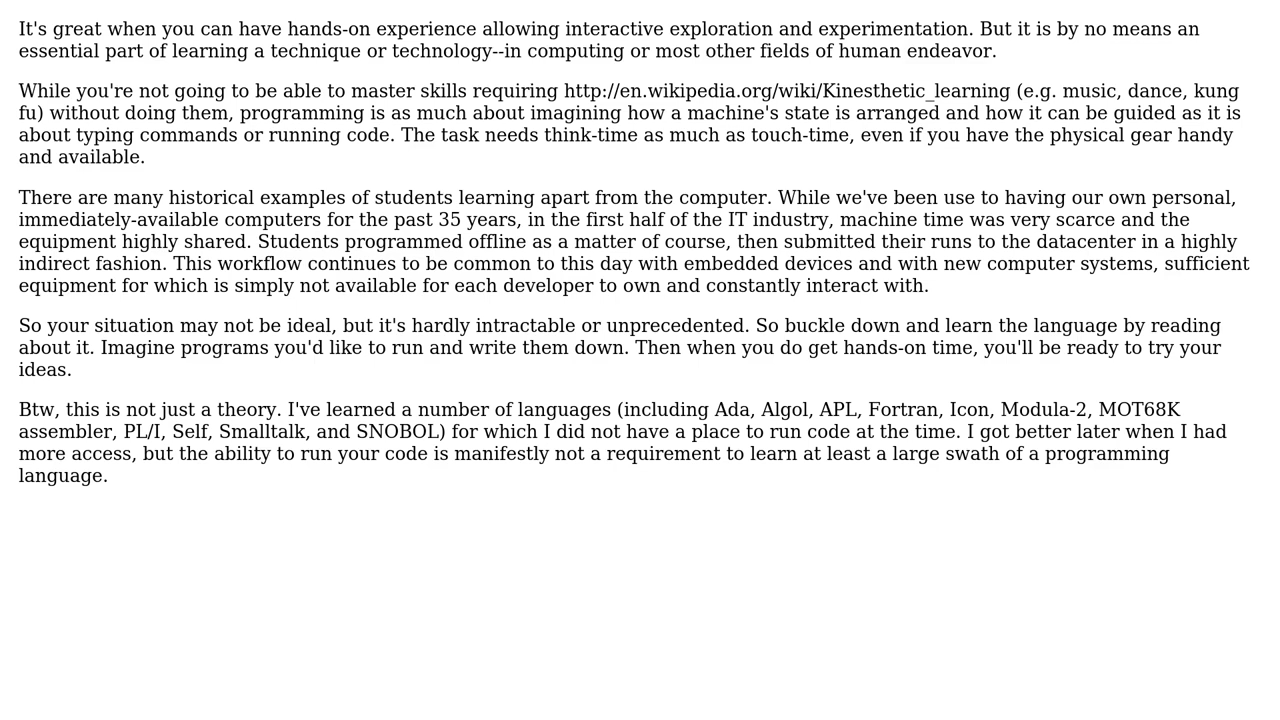 It's great when you can have hands-on experience allowing interactive exploration and experimentation. But it is by no means an
essential part of learning a technique or technology--in computing or most other fields of human endeavor.
While you're not going to be able to master skills requiring http://en.wikipedia.org/wiki/Kinesthetic_learning (e.g. music, dance, kung
fu) without doing them, programming is as much about imagining how a machine's state is arranged and how it can be guided as it is
about typing commands or running code. The task needs think-time as much as touch-time, even if you have the physical gear handy
and available.
There are many historical examples of students learning apart from the computer. While we've been use to having our own personal,
immediately-available computers for the past 35 years, in the first half of the IT industry, machine time was very scarce and the
equipment highly shared. Students programmed offline as a matter of course, then submitted their runs to the datacenter in a highly
indirect fashion. This workflow continues to be common to this day with embedded devices and with new computer systems, sufficient
equipment for which is simply not available for each developer to own and constantly interact with.
So your situation may not be ideal, but it's hardly intractable or unprecedented. So buckle down and learn the language by reading
about it. Imagine programs you'd like to run and write them down. Then when you do get hands-on time, you'll be ready to try your
ideas.
Btw, this is not just a theory. I've learned a number of languages (including Ada, Algol, APL, Fortran, Icon, Modula-2, MOT68K
assembler, PL/I, Self, Smalltalk, and SNOBOL) for which I did not have a place to run code at the time. I got better later when I had
more access, but the ability to run your code is manifestly not a requirement to learn at least a large swath of a programming
language.